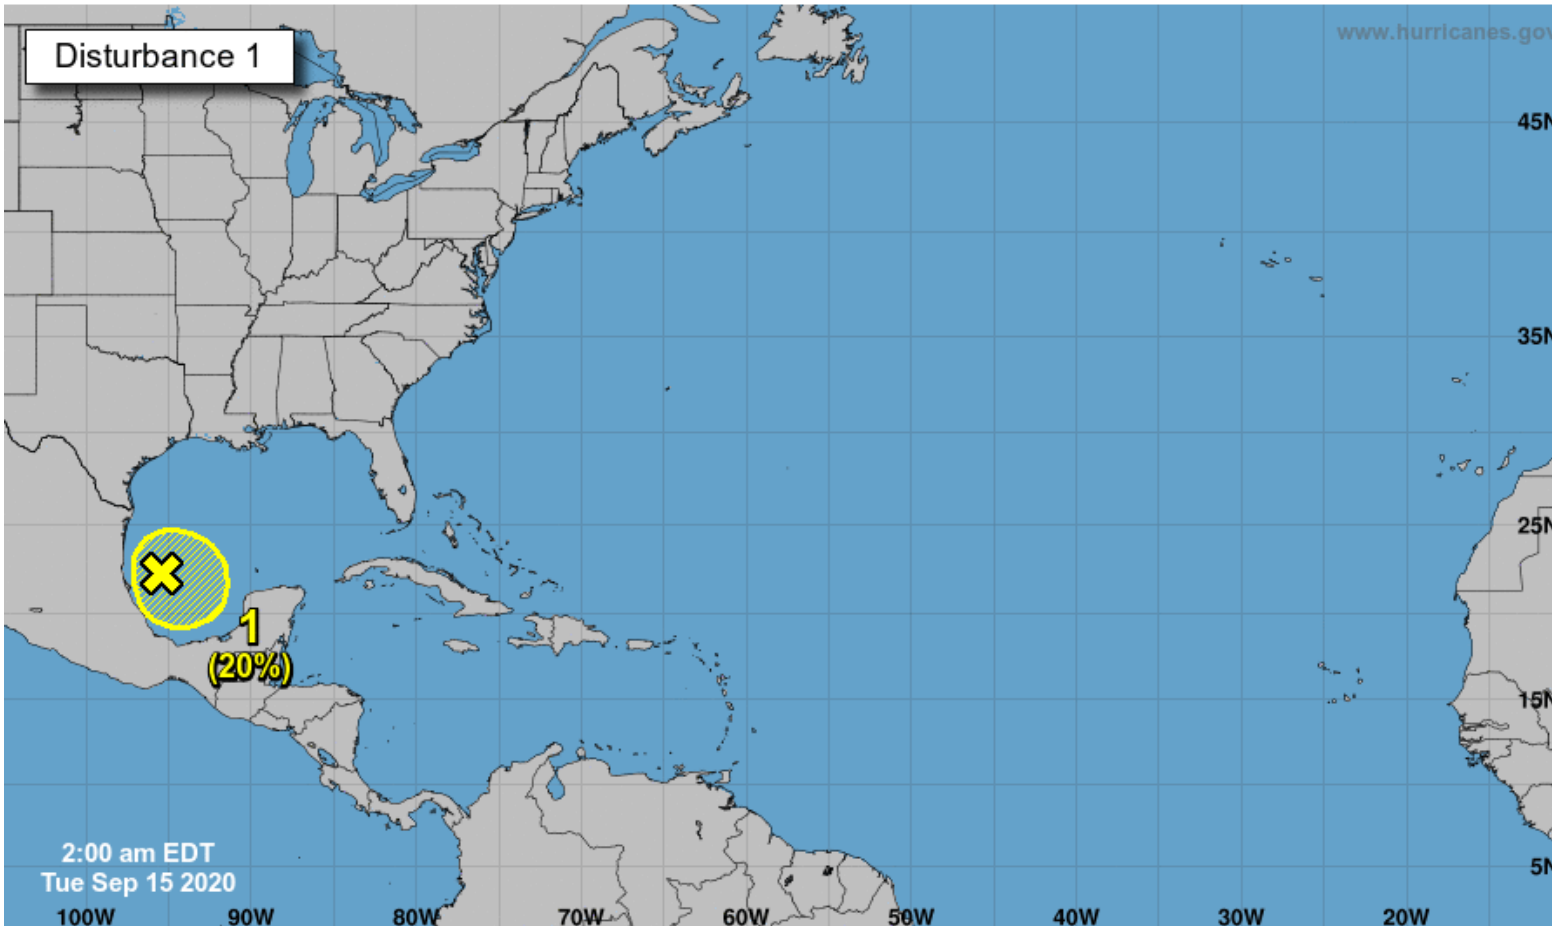 Disturbance 1
www.hurricanes.gov
45N
35N
25N
1
(20%)
15N
2:00 am EDT
Tue Sep 15 2020
5N
100W 90W 80W 70W 60W 50W 40W 30W 20W